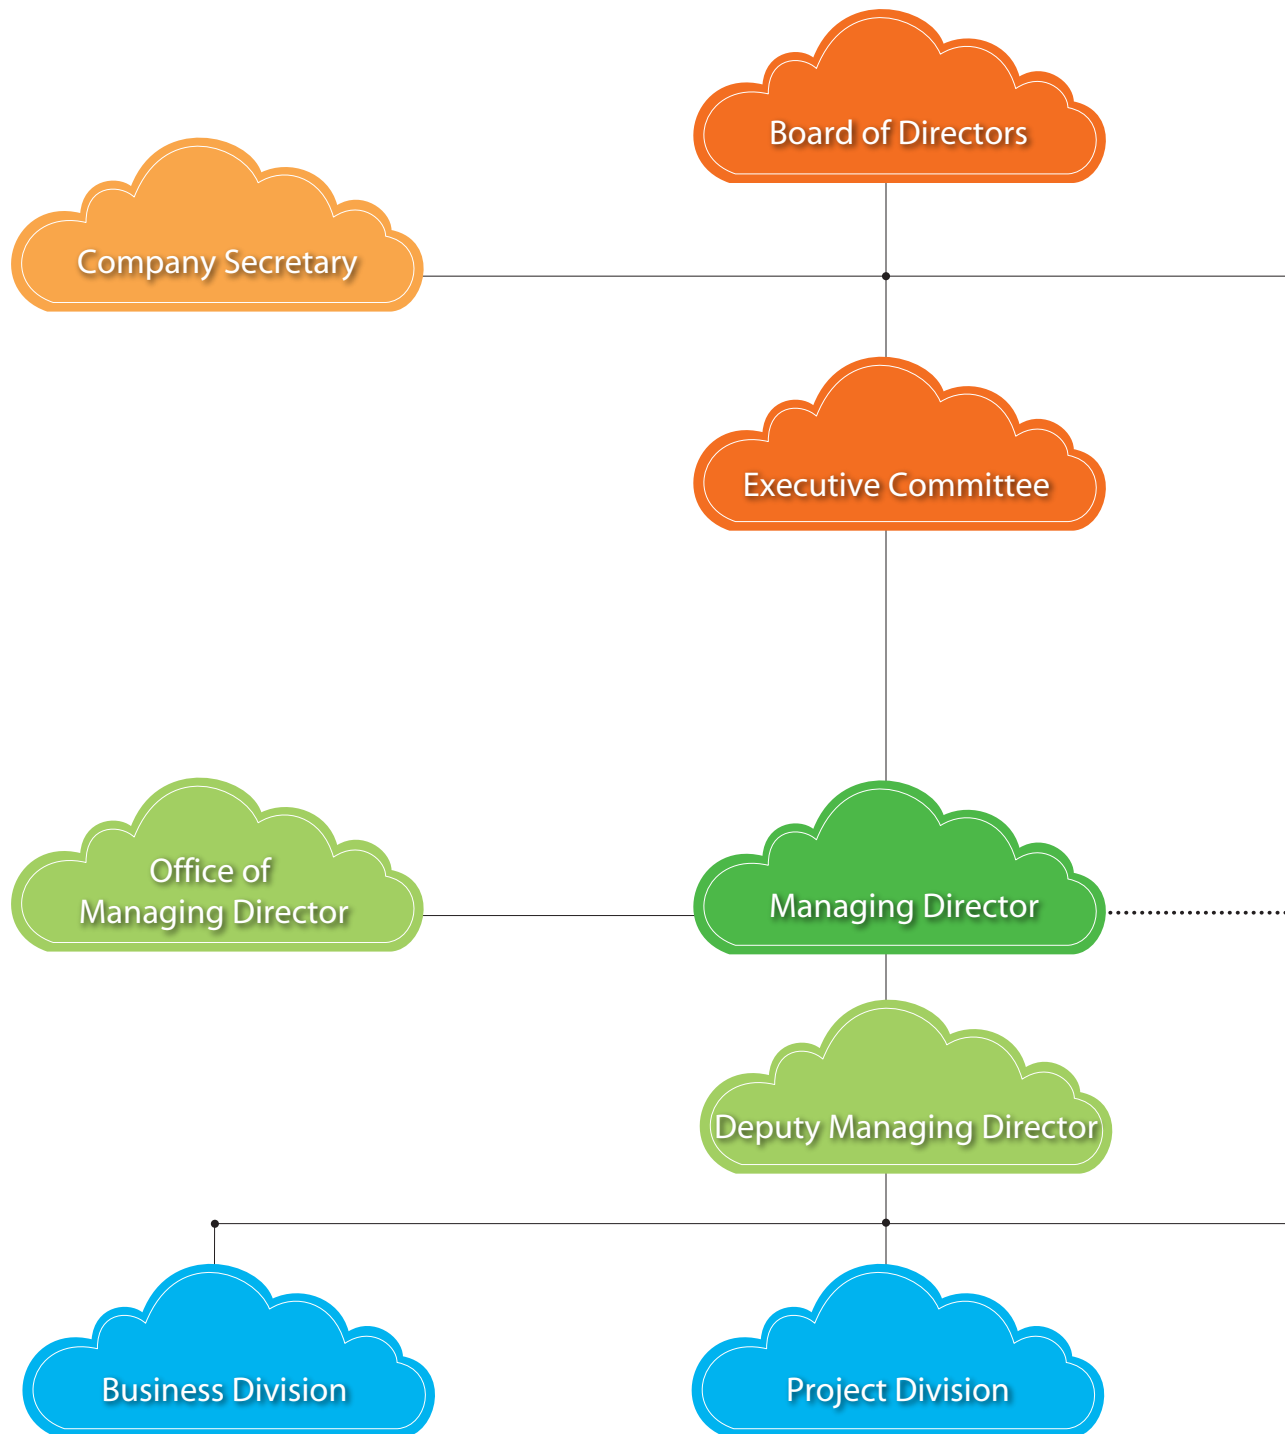 Board of Directors
Company Secretary
Executive Committee
Office of
Managing Director
Managing Director
Deputy Managing Director
Business Division
Project Division